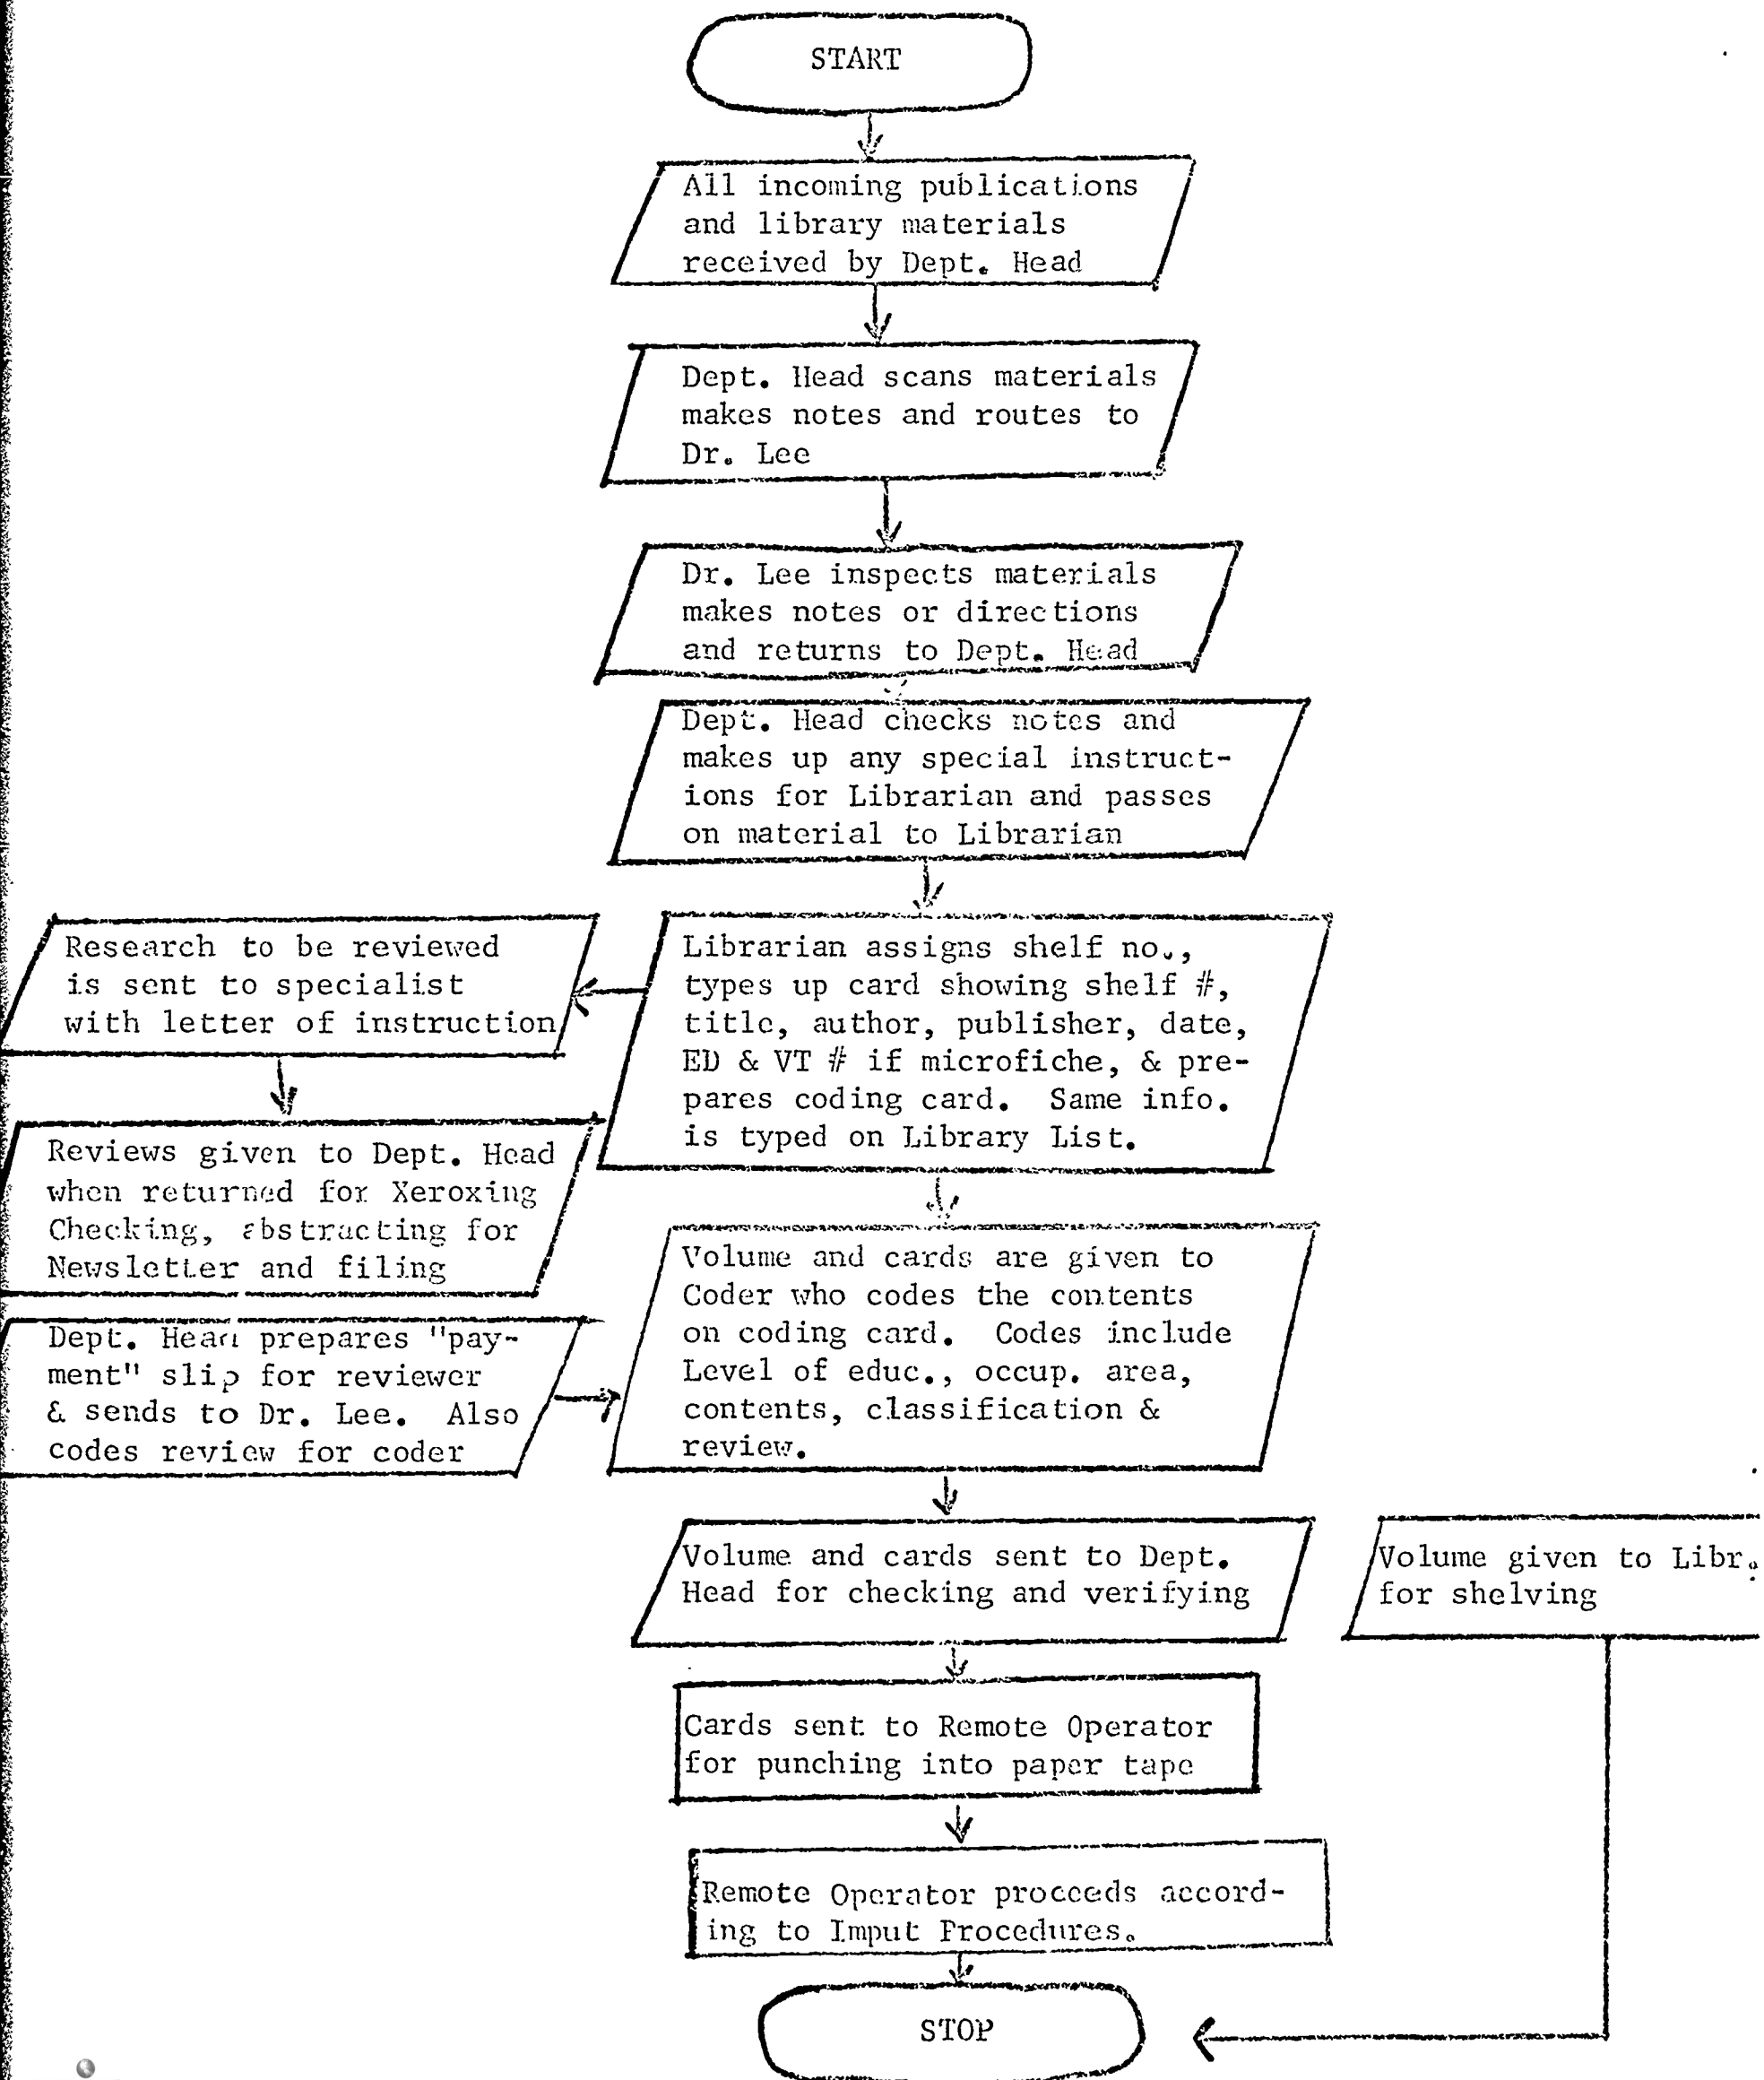 START
All incoming publications
and library materials
received by Dept. Head
Dept. Head scans materials
makes notes and routes to
Dr. Lee
Dr. Lee inspects materials
makes notes or directions
and returns to Dept. Head
Dept. Head checks notes and
makes up any special instruct-
ions for Librarian and passes
on material to Librarian
Librarian assigns shelf no.,
types up card showing shelf #,
title, author, publisher, date,
ED & VT # if microfiche, & pre-
pares coding card. Same info.
is typed on Library List.
Research to be reviewed
is sent to specialist
with letter of instruction
Reviews given to Dept. Head
when returned for Xeroxing
Checking, abstracting for
Newsletter and filing
Dept. Head prepares "pay-
ment" slip for reviewer
& sends to Dr. Lee. Also
codes review for coder
Volume and cards are given to
Coder who codes the contents
on coding card. Codes include
Level of educ., occup. area,
contents, classification &
review.
Volume and cards sent to Dept.
Head for checking and verifying
Volume given to Libr.
for shelving
Cards sent to Remote Operator
for punching into paper tape
Remote Operator proceeds accord-
ing to Imput Procedures.
STOP